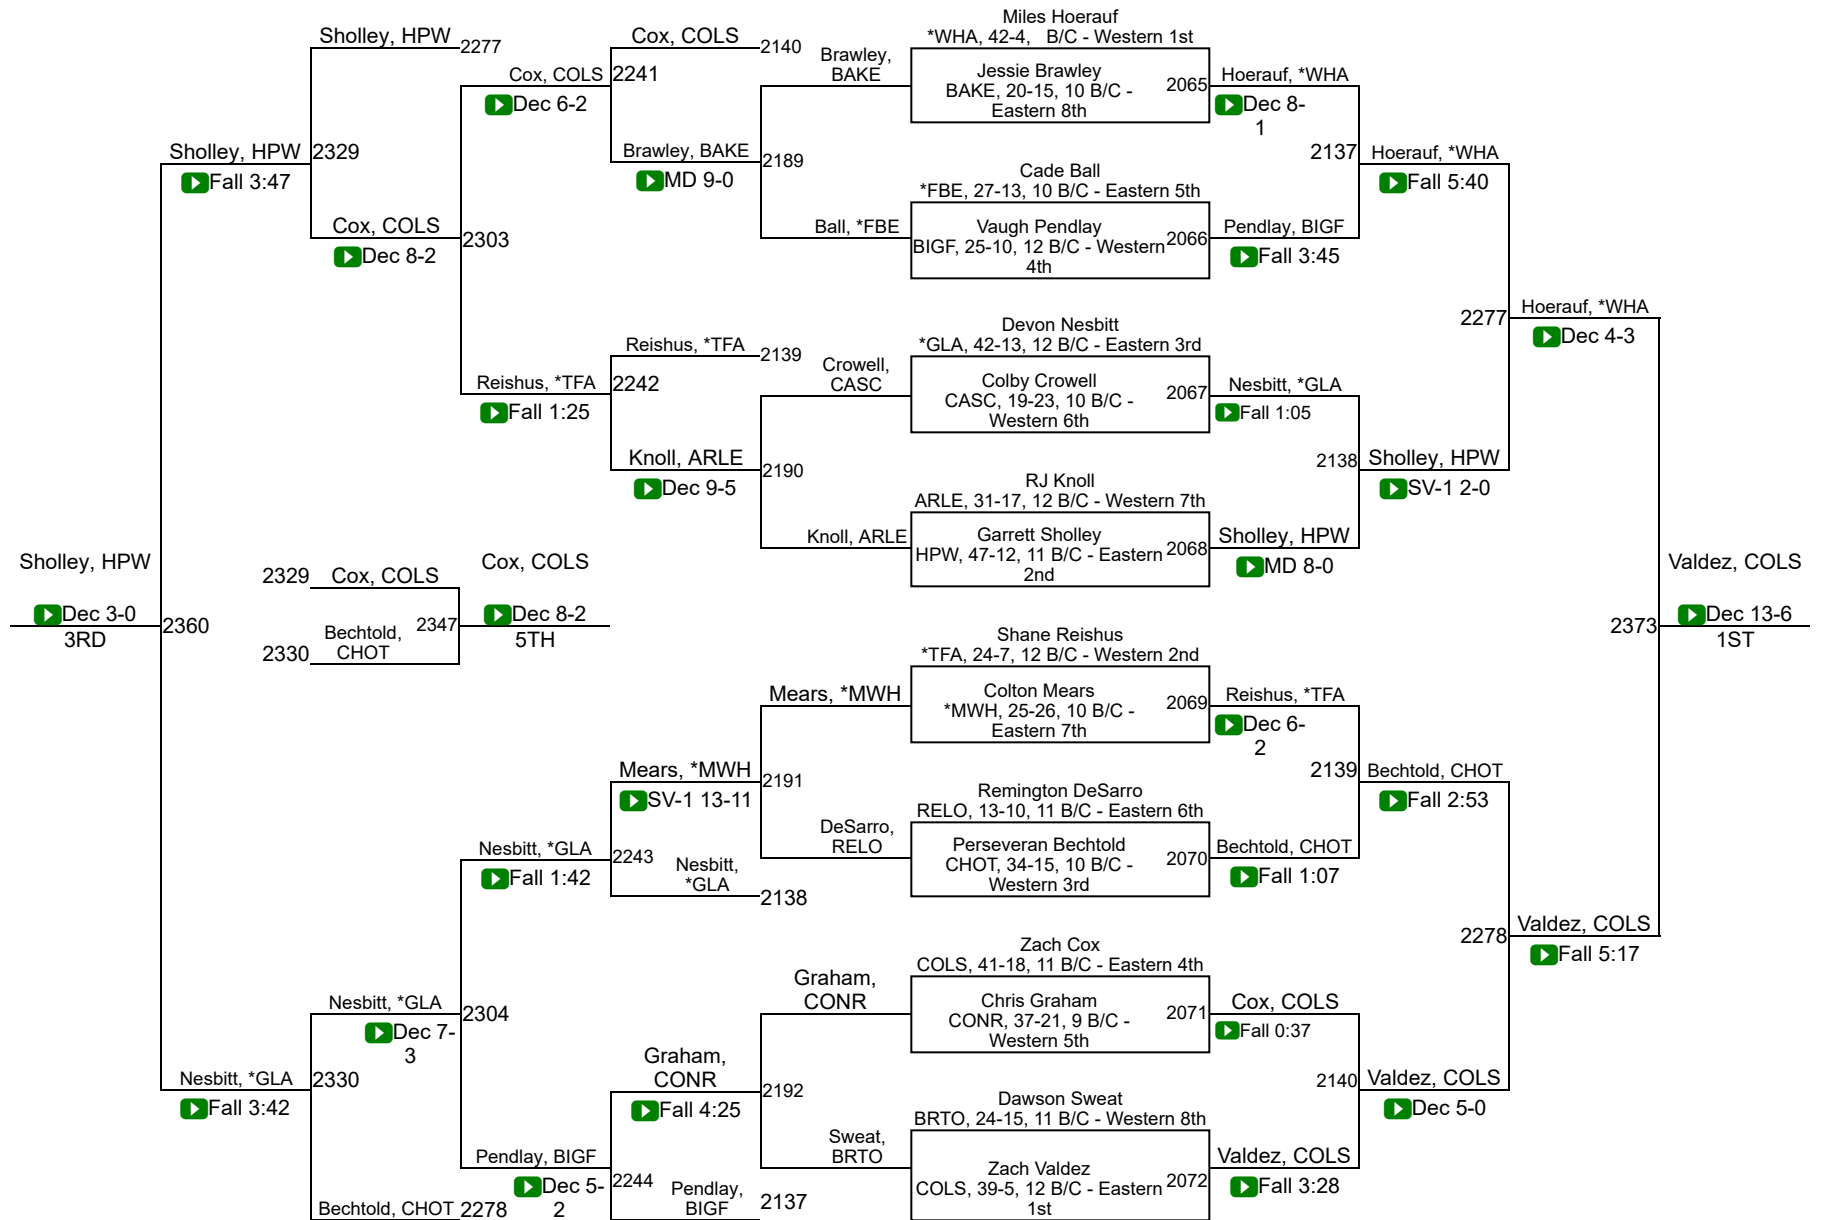 Miles Hoerauf
*WHA, 42-4, B/C - Western 1st
Sholley, HPW
2277
Cox, COLS
2140
Brawley,
BAKE
Jessie Brawley
BAKE, 20-15, 10 B/C -
Eastern 8th
2065
Hoerauf, *WHA
Dec 8-
1
Cox, COLS
2241
Dec 6-2
Sholley, HPW
2329
Fall 3:47
Brawley, BAKE
2189
MD 9-0
2137
Hoerauf, *WHA
Fall 5:40
Cade Ball
*FBE, 27-13, 10 B/C - Eastern 5th
Cox, COLS
2303
Dec 8-2
Ball, *FBE
Vaugh Pendlay
BIGF, 25-10, 12 B/C - Western
4th
2066
Pendlay, BIGF
Fall 3:45
2277
Hoerauf, *WHA
Dec 4-3
Devon Nesbitt
*GLA, 42-13, 12 B/C - Eastern 3rd
Reishus, *TFA
2139
Crowell,
CASC
Colby Crowell
CASC, 19-23, 10 B/C -
Western 6th
2067
Nesbitt, *GLA
Fall 1:05
Reishus, *TFA
2242
Fall 1:25
Knoll, ARLE
2190
Dec 9-5
2138
Sholley, HPW
SV-1 2-0
RJ Knoll
ARLE, 31-17, 12 B/C - Western 7th
Knoll, ARLE
Garrett Sholley
HPW, 47-12, 11 B/C - Eastern
2nd
2068
Sholley, HPW
MD 8-0
Sholley, HPW
Dec 3-0
3RD
2360
2329
Cox, COLS
Bechtold,
CHOT
2330
2347
Cox, COLS
Dec 8-2
5TH
Valdez, COLS
2373
Dec 13-6
1ST
Shane Reishus
*TFA, 24-7, 12 B/C - Western 2nd
Mears, *MWH
Colton Mears
*MWH, 25-26, 10 B/C -
Eastern 7th
2069
Reishus, *TFA
Dec 6-
2
Mears, *MWH
2191
SV-1 13-11
2139
Bechtold, CHOT
Fall 2:53
Remington DeSarro
RELO, 13-10, 11 B/C - Eastern 6th
DeSarro,
RELO
Perseveran Bechtold
CHOT, 34-15, 10 B/C -
Western 3rd
2070
Bechtold, CHOT
Fall 1:07
Nesbitt, *GLA
2243
Fall 1:42
Nesbitt,
*GLA
2138
2278
Valdez, COLS
Fall 5:17
Zach Cox
COLS, 41-18, 11 B/C - Eastern 4th
Graham,
CONR
Chris Graham
CONR, 37-21, 9 B/C -
Western 5th
2071
Cox, COLS
Fall 0:37
Nesbitt, *GLA
2304
Dec 7-
3
Graham,
CONR
2192
Fall 4:25
Nesbitt, *GLA
2330
Fall 3:42
2140
Valdez, COLS
Dec 5-0
Dawson Sweat
BRTO, 24-15, 11 B/C - Western 8th
Sweat,
BRTO
Zach Valdez
COLS, 39-5, 12 B/C - Eastern
1st
2072
Valdez, COLS
Fall 3:28
Pendlay, BIGF
2244
Dec 5-
2
Pendlay,
BIGF
2137
Bechtold, CHOT
2278